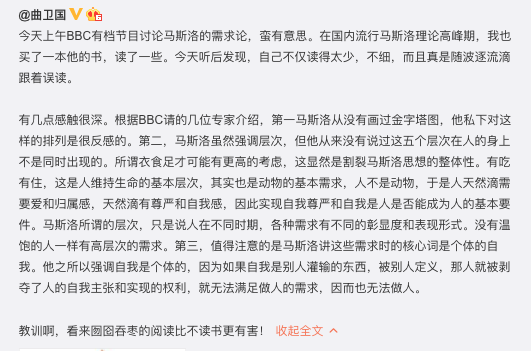 @曲卫国
今天上午BBC有档节目讨论马斯洛的需求论，蛮有意思。在国内流行马斯洛理论高峰期，我也
买了一本他的书，读了一些。今天听后发现，自己不仅读得太少，不细，而且真是随波逐流滴
跟着误读。
有几点感触很深。根据BBC请的几位专家介绍，第一马斯洛从没有画过金字塔图，他私下对这
样的排列是很反感的。第二，马斯洛虽然强调层次，但他从来没有说过这五个层次在人的身上
不是同时出现的。所谓衣食足才可能有更高的考虑，这显然是割裂马斯洛思想的整体性。有吃
有住，这是人维持生命的基本层次，其实也是动物的基本需求，人不是动物，于是人天然滴需
要爱和归属感，天然滴有尊严和自我感，因此实现自我尊严和自我是人是否能成为人的基本要
件。马斯洛所谓的层次，只是说人在不同时期，各种需求有不同的彰显度和表现形式。没有温
饱的人一样有高层次的需求。第三，值得注意的是马斯洛讲这些需求时的核心词是个体的自
我。他之所以强调自我是个体的，因为如果自我是别人灌输的东西，被别人定义，那人就被剥
夺了人的自我主张和实现的权利，就无法满足做人的需求，因而也无法做人。
教训啊，看来囫囵吞枣的阅读比不读书更有害！ 收起全文